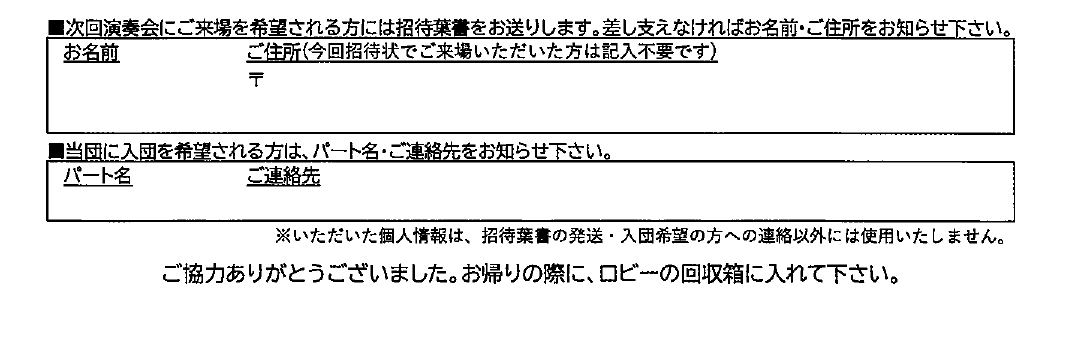 ■次回演奏会にご来場を希望される方には招待葉書をお送りします。差し支えなければお名前・ご住所をお知らせ下さい。
お名前 ご住所(今回招待状でご来場いただいた方は記入不要です)
〒
■当団に入団を希望される方は、パート名・ご連絡先をお知らせ下さい。
パート名 ご連絡先
※いただいた個人情報は、招待葉書の発送・入団希望の方への連絡以外には使用いたしません。
ご協力ありがとうございました。お帰りの際に、ロビーの回収箱に入れて下さい。